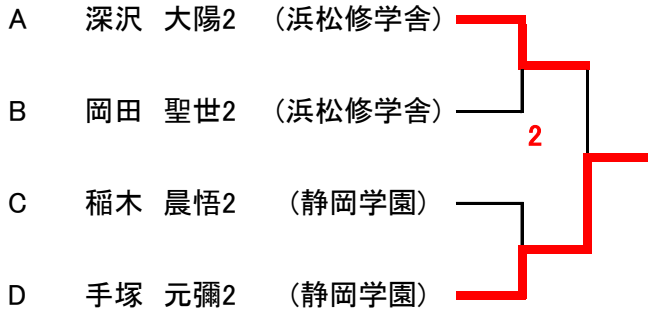 A 深沢 大陽2 （浜松修学舎）
B 岡田 聖世2 （浜松修学舎）
2
C 稲木 晨悟2 （静岡学園）
D 手塚 元彌2 （静岡学園）